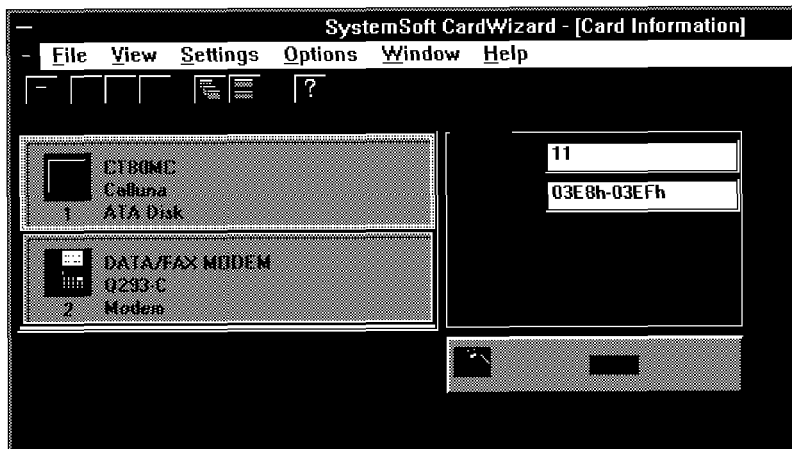 SystemSoft CardWizard - [Card Information]
File View Settings Options Window Help
?
CT80MC
Calluna
ATA Disk
1
DATA/FAX MODEM
Q293-C
Modem
2
11
03E8h-03EFh